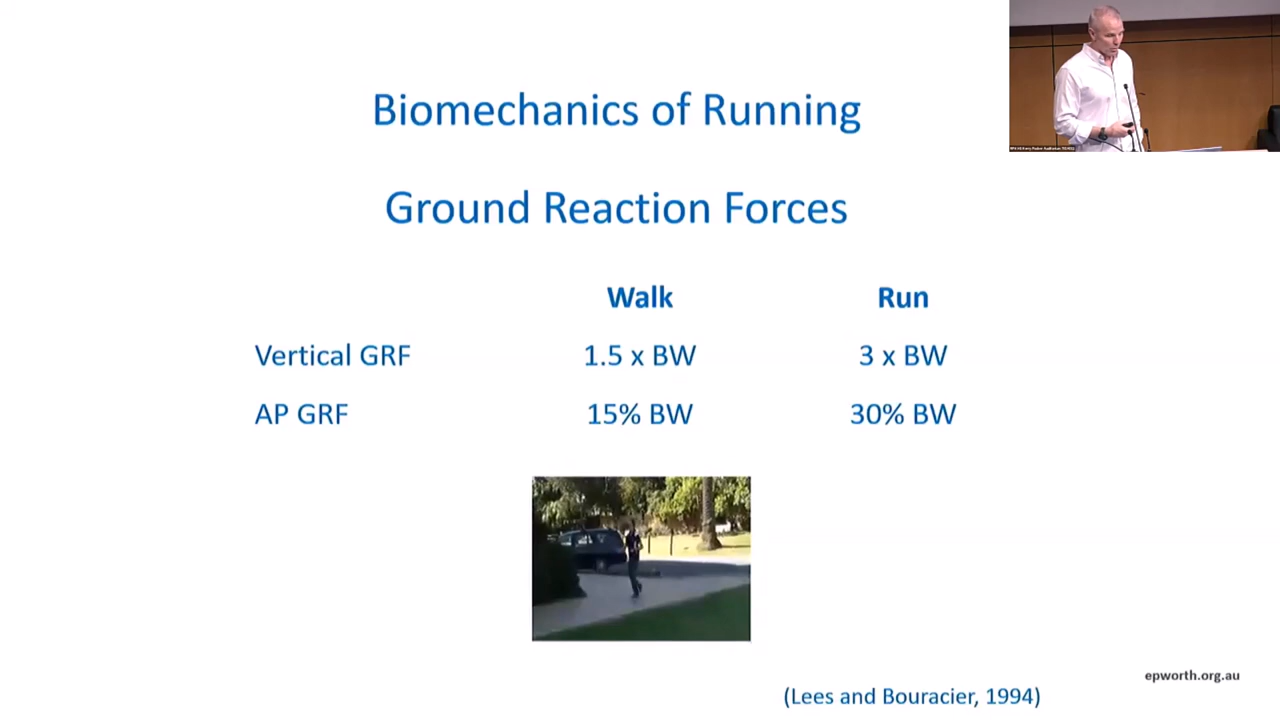 Biomechanics of Running
Ground Reaction Forces
Walk Run
Vertical GRF 1.5 x BW 3 x BW
AP GRF 15% BW 30% BW
epworth.org.au
(Lees and Bouracier, 1994)